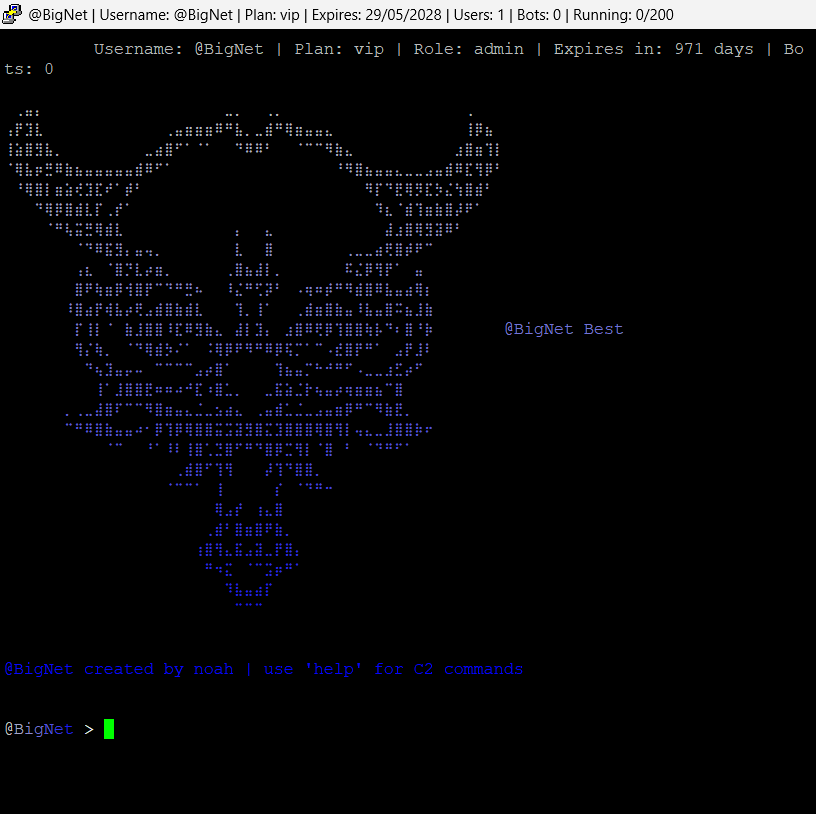 @BigNet | Username: @BigNet | Plan: vip | Expires: 29/05/2028 | Users: 1 | Bots: 0 | Running: 0/200
Username: @BigNet | Plan: vip | Role: admin | Expires in: 971 days | Bo
ts: 0
@BigNet Best
@BigNet created by noah | use 'help' for C2 commands
@BigNet >